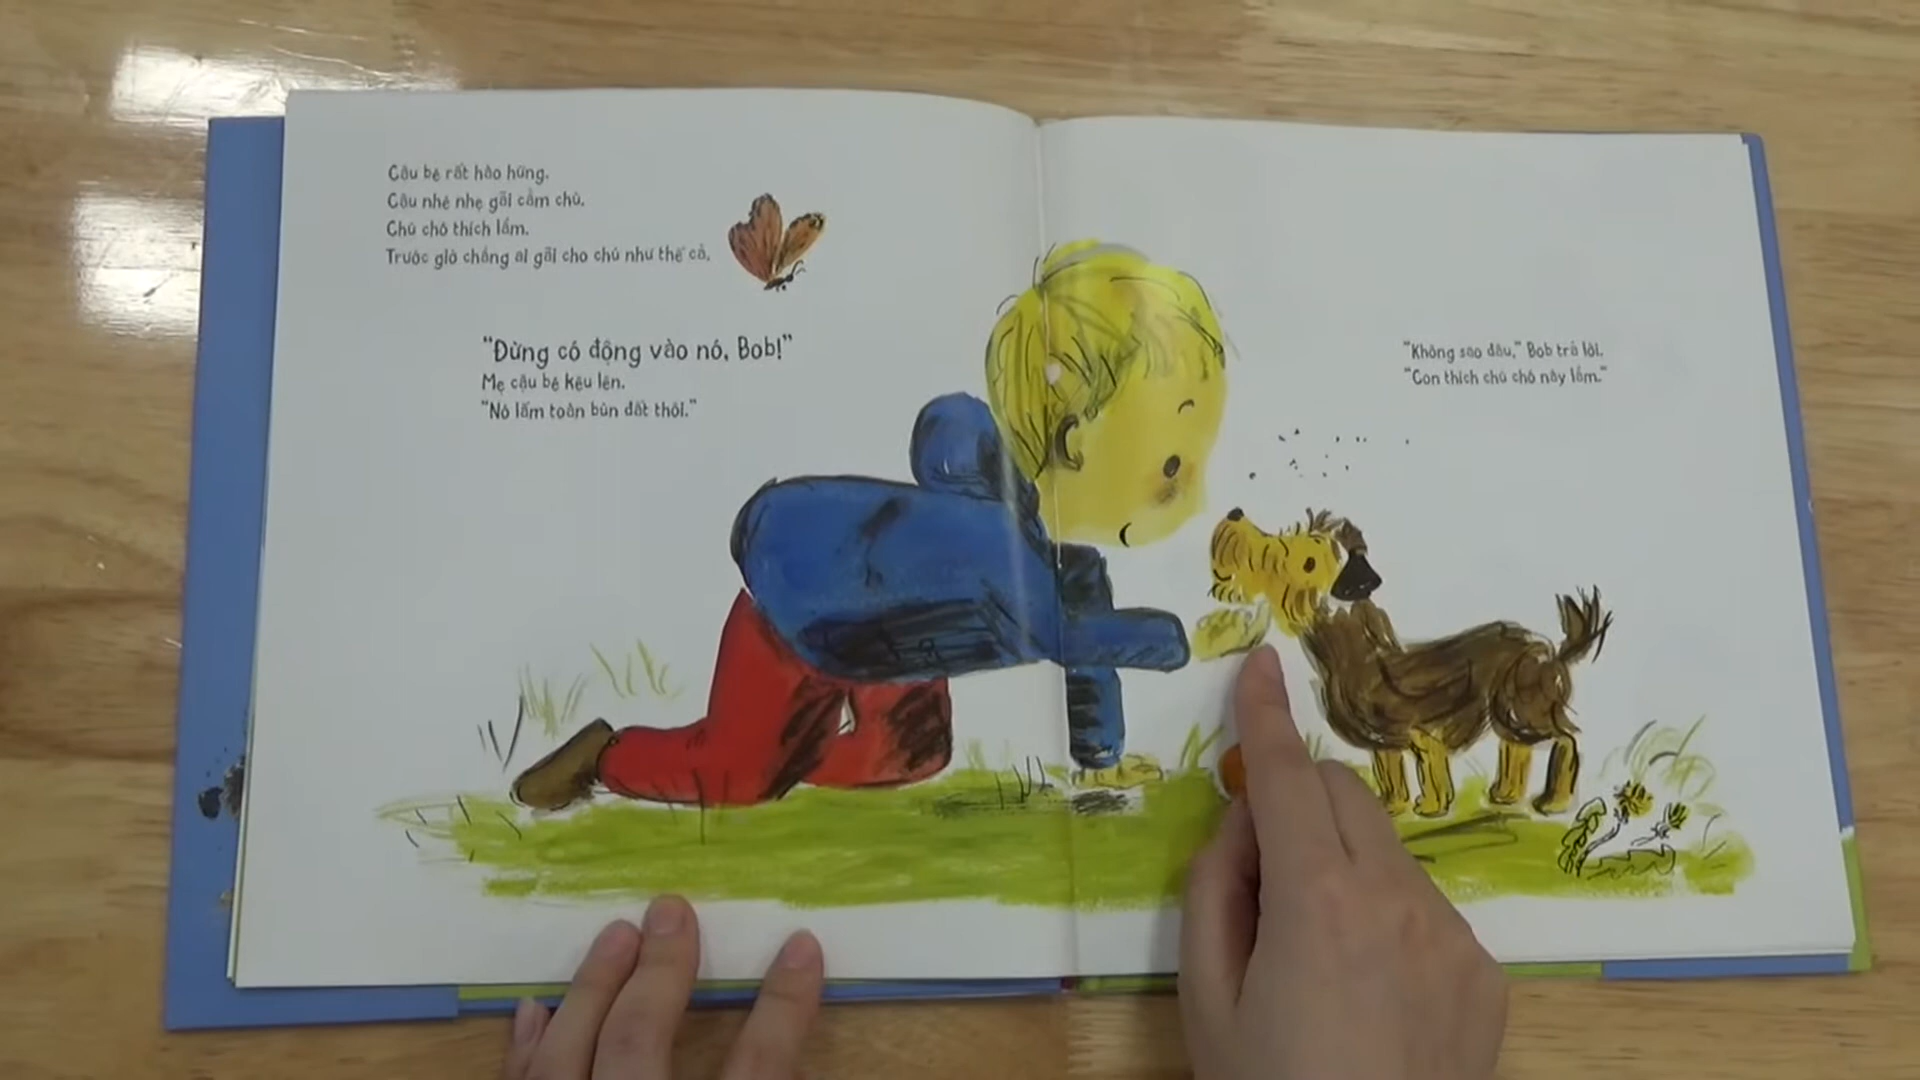 Cậu bé rất hào hứng.
Cậu nhè nhẹ gãi cằm chú.
Chú chó thích lắm.
Trước giờ chẳng ai gãi cho chú như thế cả.
"Đừng có động vào nó, Bob!"
Mẹ cậu bé kêu lên.
"Nó lấm toàn bùn đất thôi."
"Không sao đâu," Bob trả lời.
"Con thích chú chó này lắm."